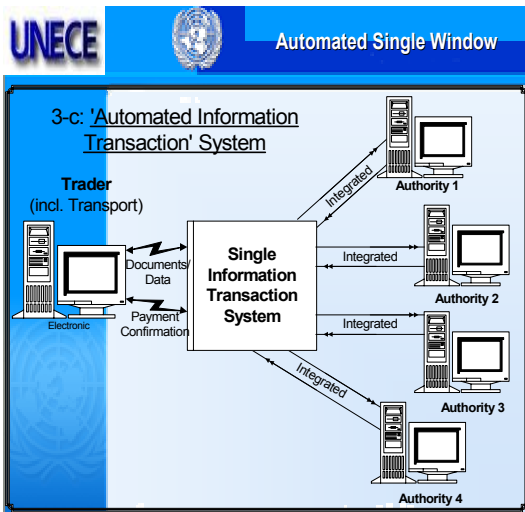 UNECE
Automated Single Window
3-c: 'Automated Information
Transaction' System
Trader
(incl. Transport)
Electronic
Documents/
Data
Payment
Confirmation
Single
Information
Transaction
System
Integrated
Authority 1
Integrated
Authority 2
Integrated
Authority 3
Integrated
Authority 4